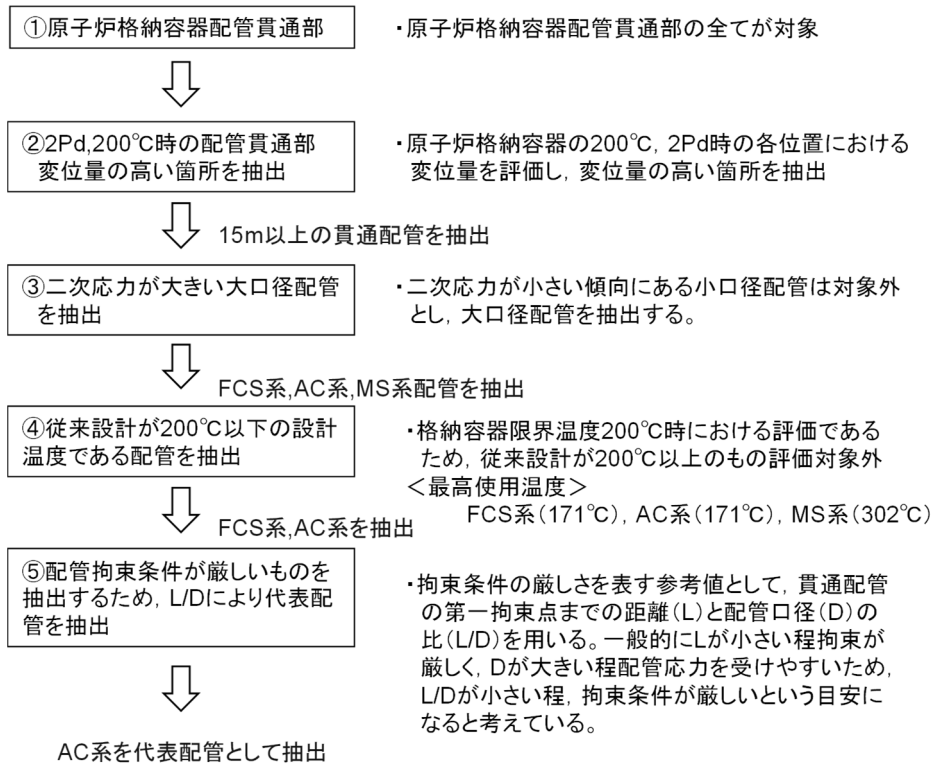 ①原子炉格納容器配管貫通部
・原子炉格納容器配管貫通部の全てが対象
②2Pd,200℃時の配管貫通部
変位量の高い箇所を抽出
・原子炉格納容器の200℃，2Pd時の各位置における
変位量を評価し，変位量の高い箇所を抽出
15m以上の貫通配管を抽出
③二次応力が大きい大口径配管
を抽出
・二次応力が小さい傾向にある小口径配管は対象外
とし，大口径配管を抽出する。
FCS系,AC系,MS系配管を抽出
④従来設計が200℃以下の設計
温度である配管を抽出
・格納容器限界温度200℃時における評価である
ため，従来設計が200℃以上のもの評価対象外
＜最高使用温度＞
FCS系（171℃），AC系（171℃），MS系（302℃）
FCS系,AC系を抽出
⑤配管拘束条件が厳しいものを
抽出するため，L/Dにより代表配
管を抽出
・拘束条件の厳しさを表す参考値として，貫通配管
の第一拘束点までの距離（L）と配管口径（D）の
比（L/D）を用いる。一般的にLが小さい程拘束が
厳しく，Dが大きい程配管応力を受けやすいため，
L/Dが小さい程，拘束条件が厳しいという目安に
なると考えている。
AC系を代表配管として抽出